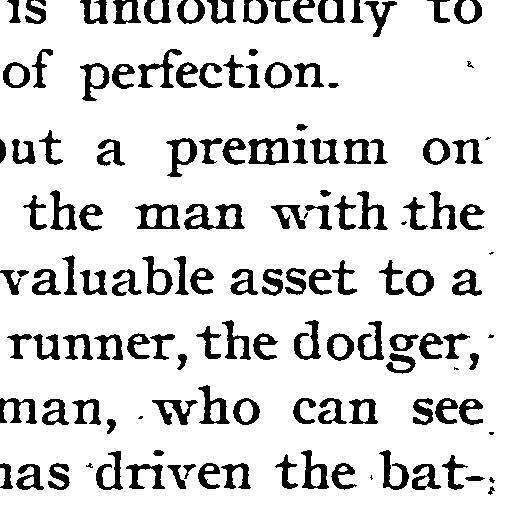 is undoubtedly to
of perfection.
a premium on
the man with the
valuable asset to a
runner, the dodger,
man, who can see
has driven the bat-